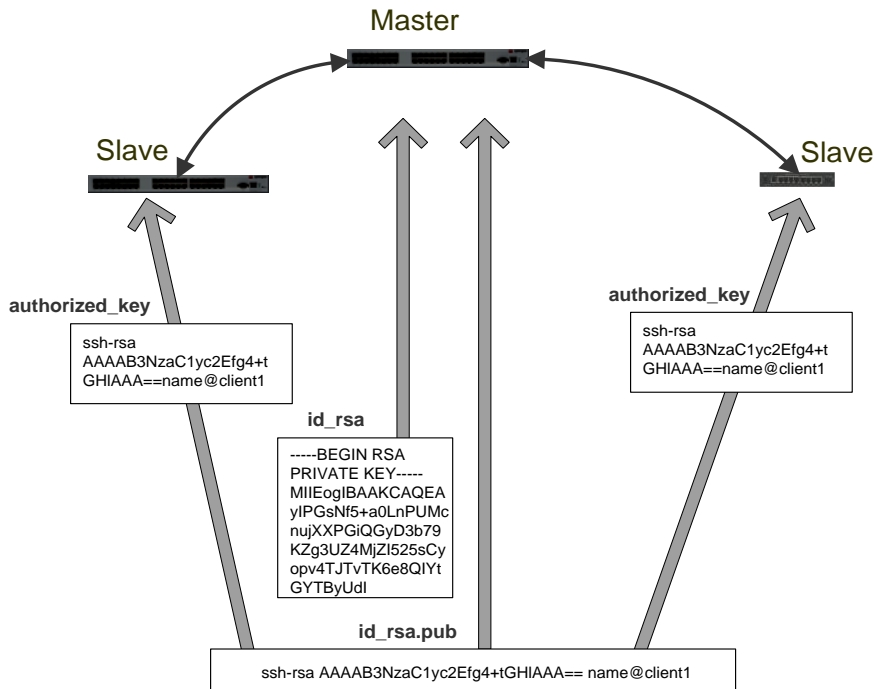 Master
Slave
Slave
authorized_key
ssh-rsa
AAAAB3NzaC1yc2Efg4+t
GHIAAA==name@client1
authorized_key
ssh-rsa
AAAAB3NzaC1yc2Efg4+t
GHIAAA==name@client1
id_rsa
-----BEGIN RSA
PRIVATE KEY-----
MIIEogIBAAKCAQEA
yIPGsNf5+a0LnPUMc
nujXXPGiQGyD3b79
KZg3UZ4MjZI525sCy
opv4TJTvTK6e8QIYt
GYTByUdI
id_rsa.pub
ssh-rsa AAAAB3NzaC1yc2Efg4+tGHIAAA== name@client1